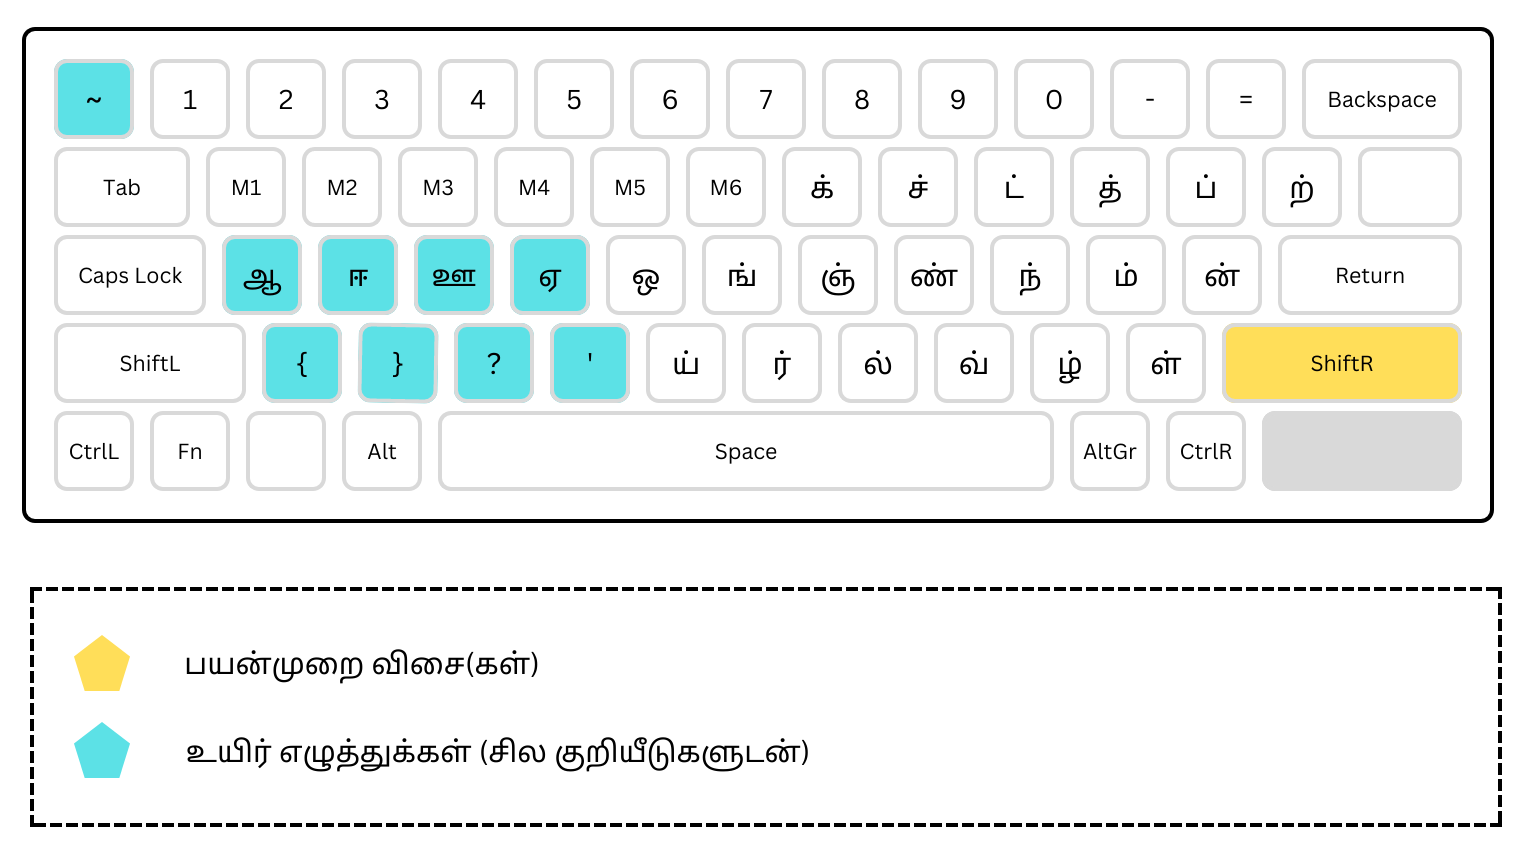 ~ 1 2 3 4 5 6 7 8 9 0 - = Backspace
Tab M1 M2 M3 M4 M5 M6 க் ச் ட் த் ப் ற்
Caps Lock ஆ ஈ ஊ ஏ ஒ ங் ஞ் ண் ந் ம் ன் Return
ShiftL { } ? ' ய் ர் ல் வ் ழ் ள் ShiftR
CtrlL Fn Alt Space AltGr CtrlR
பயன்முறை விசை(கள்)
உயிர் எழுத்துக்கள் (சில குறியீடுகளுடன்)